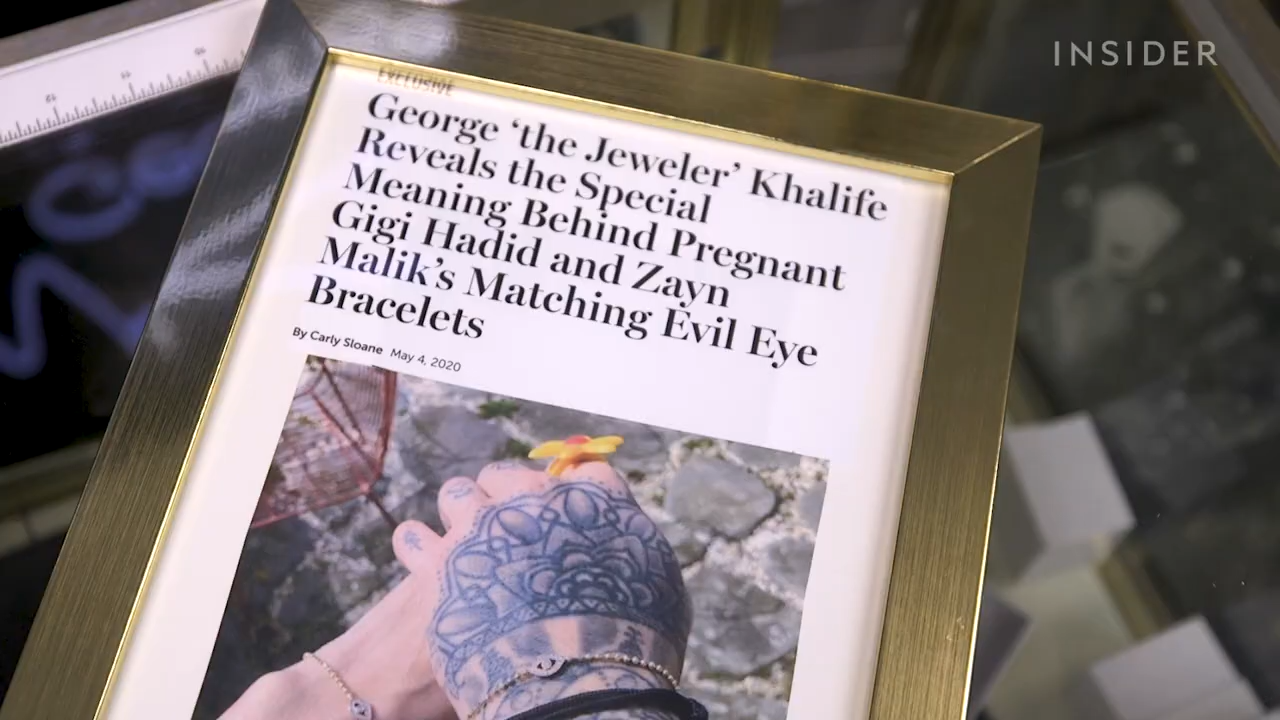 INSIDER
EXCLUSIVE
George ‘the Jeweler’ Khalife
Reveals the Special
Meaning Behind Pregnant
Gigi Hadid and Zayn
Malik’s Matching Evil Eye
Bracelets
By Carly Sloane May 4, 2020